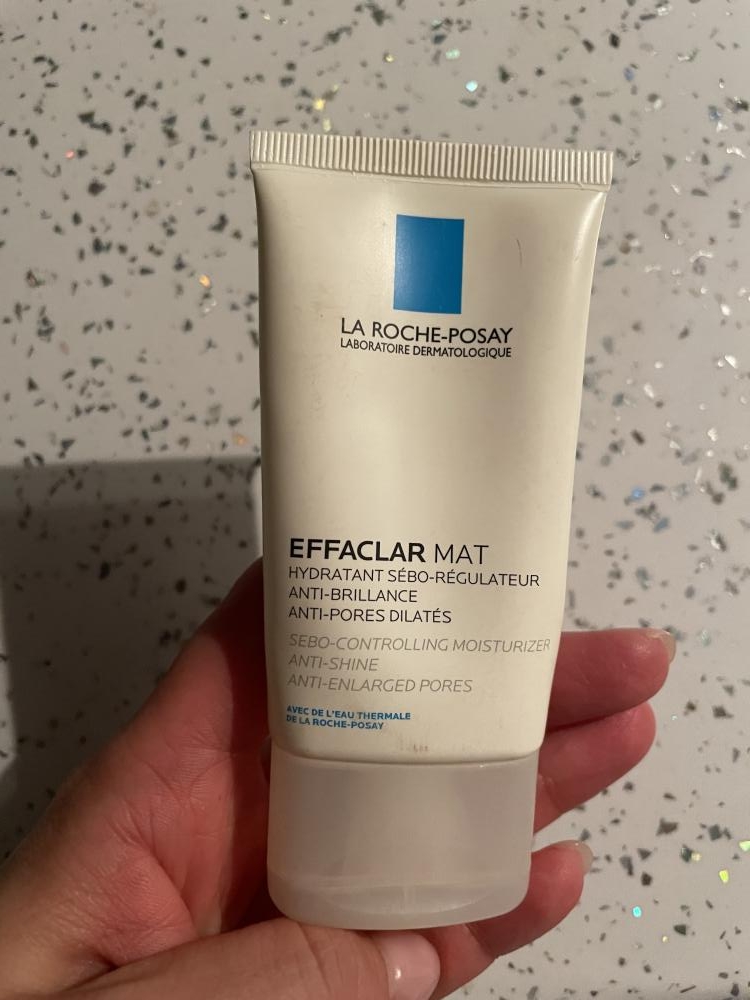 LA ROCHE-POSAY
LABORATOIRE DERMATOLOGIQUE
EFFACLAR MAT
HYDRATANT SÉBO-RÉGULATEUR
ANTI-BRILLANCE
ANTI-PORES DILATÉS
SEBO-CONTROLLING MOISTURIZER
ANTI-SHINE
ANTI-ENLARGED PORES
AVEC DE L'EAU THERMALE
DE LA ROCHE-POSAY